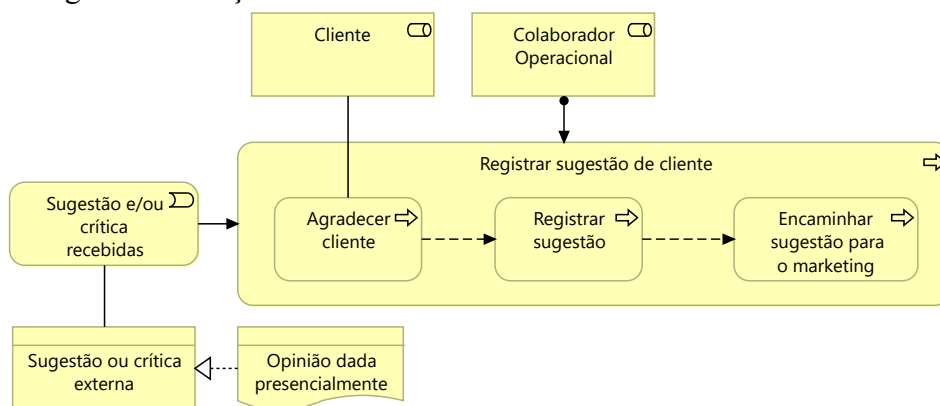 Cliente
Colaborador
Operacional
Registrar sugestão de cliente
Sugestão e/ou
crítica
recebidas
Agradecer
cliente
Registrar
sugestão
Encaminhar
sugestão para
o marketing
Sugestão ou crítica
externa
Opinião dada
presencialmente